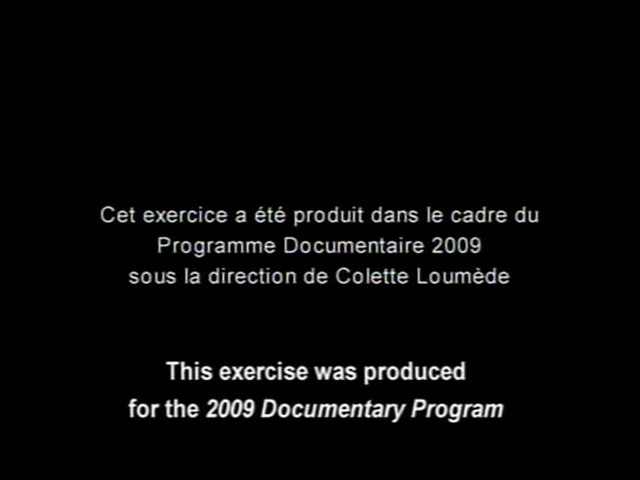 Cet exercice a été produit dans le cadre du
Programme Documentaire 2009
sous la direction de Colette Loumède
This exercise was produced
for the 2009 Documentary Program